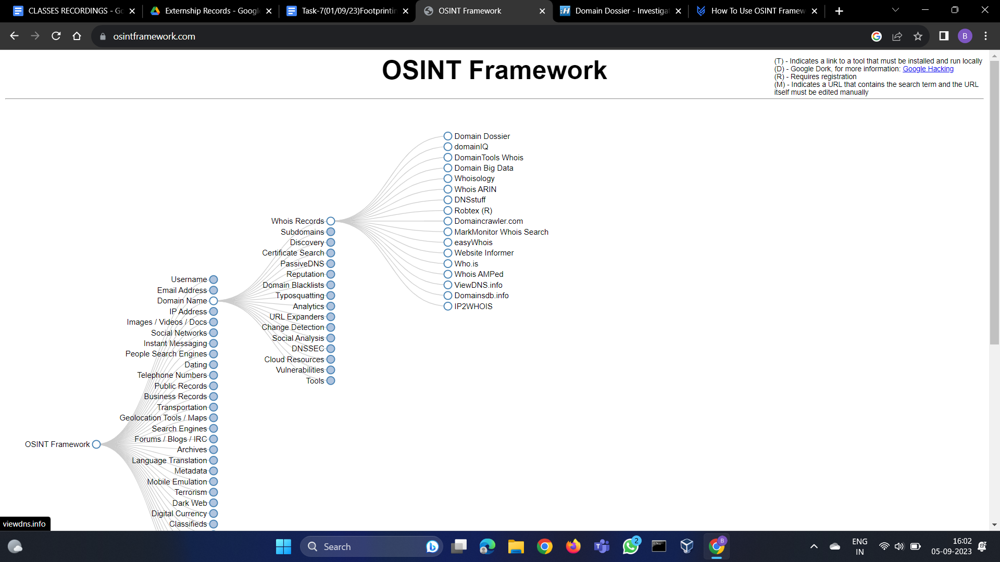 CLASSES RECORDINGS - Go
Externship Records - Google
Task-7(01/09/23)Footprintin
OSINT Framework
Domain Dossier - Investiga
How To Use OSINT Framew
osintframework.com
B
OSINT Framework
(T) - Indicates a link to a tool that must be installed and run locally
(D) - Google Dork, for more information: Google Hacking
(R) - Requires registration
(M) - Indicates a URL that contains the search term and the URL
itself must be edited manually
Domain Dossier
domainIQ
DomainTools Whois
Domain Big Data
Whoisology
Whois ARIN
DNSstuff
Robtex (R)
Domaincrawler.com
MarkMonitor Whois Search
easyWhois
Website Informer
Who.is
Whois AMPed
ViewDNS.info
Domainsdb.info
IP2WHOIS
Whois Records
Subdomains
Discovery
Certificate Search
PassiveDNS
Reputation
Domain Blacklists
Typosquatting
Analytics
URL Expanders
Change Detection
Social Analysis
DNSSEC
Cloud Resources
Vulnerabilities
Tools
Username
Email Address
Domain Name
IP Address
Images / Videos / Docs
Social Networks
Instant Messaging
People Search Engines
Dating
Telephone Numbers
Public Records
Business Records
Transportation
Geolocation Tools / Maps
Search Engines
Forums / Blogs / IRC
Archives
Language Translation
Metadata
Mobile Emulation
Terrorism
Dark Web
Digital Currency
Classifieds
OSINT Framework
viewdns.info
Search
2
B
ENG
IN
16:02
05-09-2023